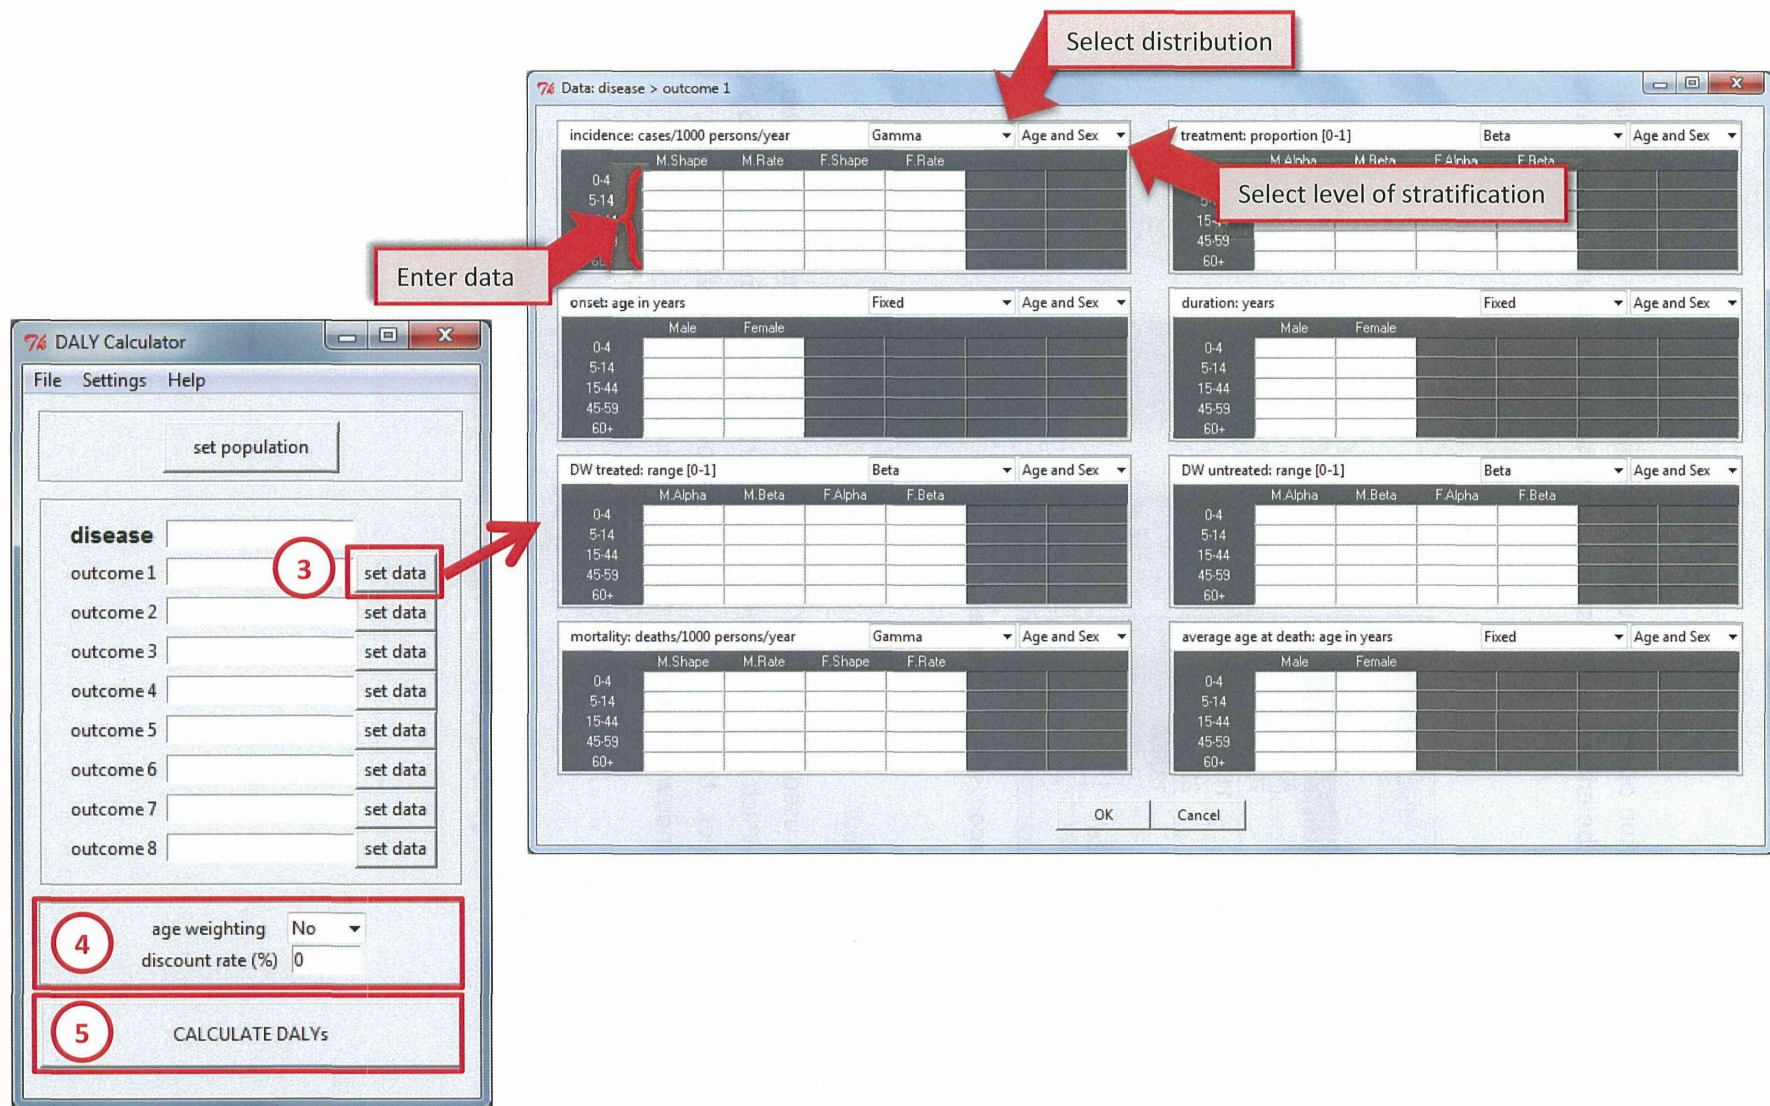 Select distribution
Data: disease > outcome 1
incidence: cases/1000 persons/year Gamma Age and Sex
M.Shape M.Rate F.Shape F.Rate
0-4
5-14
Enter data
treatment: proportion [0-1] Beta Age and Sex
M.Alpha M.Beta F.Alpha F.Beta
Select level of stratification
45-59
60+
onset: age in years Fixed Age and Sex
Male Female
0-4
5-14
15-44
45-59
60+
duration: years Fixed Age and Sex
Male Female
0-4
5-14
15-44
45-59
60+
DW treated: range [0-1] Beta Age and Sex
M.Alpha M.Beta F.Alpha F.Beta
0-4
5-14
15-44
45-59
60+
DW untreated: range [0-1] Beta Age and Sex
M.Alpha M.Beta F.Alpha F.Beta
0-4
5-14
15-44
45-59
60+
mortality: deaths/1000 persons/year Gamma Age and Sex
M.Shape M.Rate F.Shape F.Rate
0-4
5-14
15-44
45-59
60+
average age at death: age in years Fixed Age and Sex
Male Female
0-4
5-14
15-44
45-59
60+
OK Cancel
DALY Calculator
File Settings Help
set population
disease
outcome 1 3 set data
outcome 2 set data
outcome 3 set data
outcome 4 set data
outcome 5 set data
outcome 6 set data
outcome 7 set data
outcome 8 set data
4 age weighting No
discount rate (%) 0
5 CALCULATE DALYs